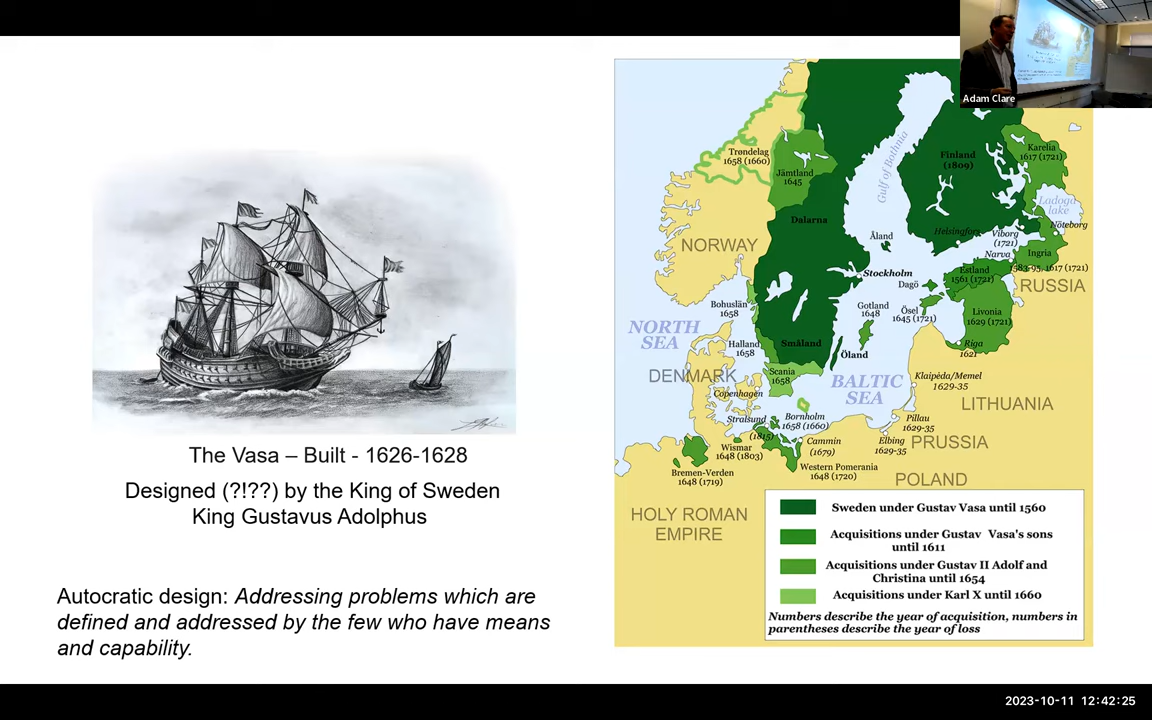 Adam Clare
The Vasa – Built - 1626-1628
Designed (?!??) by the King of Sweden
King Gustavus Adolphus
Autocratic design: Addressing problems which are
defined and addressed by the few who have means
and capability.
Trøndelag
1658 (1660)
Jämtland
1645
Gulf of Bothnia
Finland
(1809)
Karelia
1617 (1721)
Ladoga
lake
Nöteborg
Dalarna
NORWAY
Åland
Helsingfors
Viborg
(1721)
Narva
Ingria
1583-95, 1617 (1721)
Stockholm
Dagö
Estland
1561 (1721)
RUSSIA
Bohuslän
1658
Gotland
1648
Ösel
1645 (1721)
Livonia
1629 (1721)
NORTH
SEA
Halland
1658
Småland
Öland
Riga
1621
DENMARK
Scania
1658
BALTIC
SEA
Klaipéda/Memel
1629-35
Copenhagen
LITHUANIA
Stralsund
(1815)
Bornholm
1658 (1660)
Pillau
1629-35
Wismar
1648 (1803)
Cammin
(1679)
Elbing
1629-35
PRUSSIA
Bremen-Verden
1648 (1719)
Western Pomerania
1648 (1720)
POLAND
HOLY ROMAN
EMPIRE
Sweden under Gustav Vasa until 1560
Acquisitions under Gustav Vasa's sons
until 1611
Acquisitions under Gustav II Adolf and
Christina until 1654
Acquisitions under Karl X until 1660
Numbers describe the year of acquisition, numbers in
parentheses describe the year of loss
2023-10-11 12:42:25